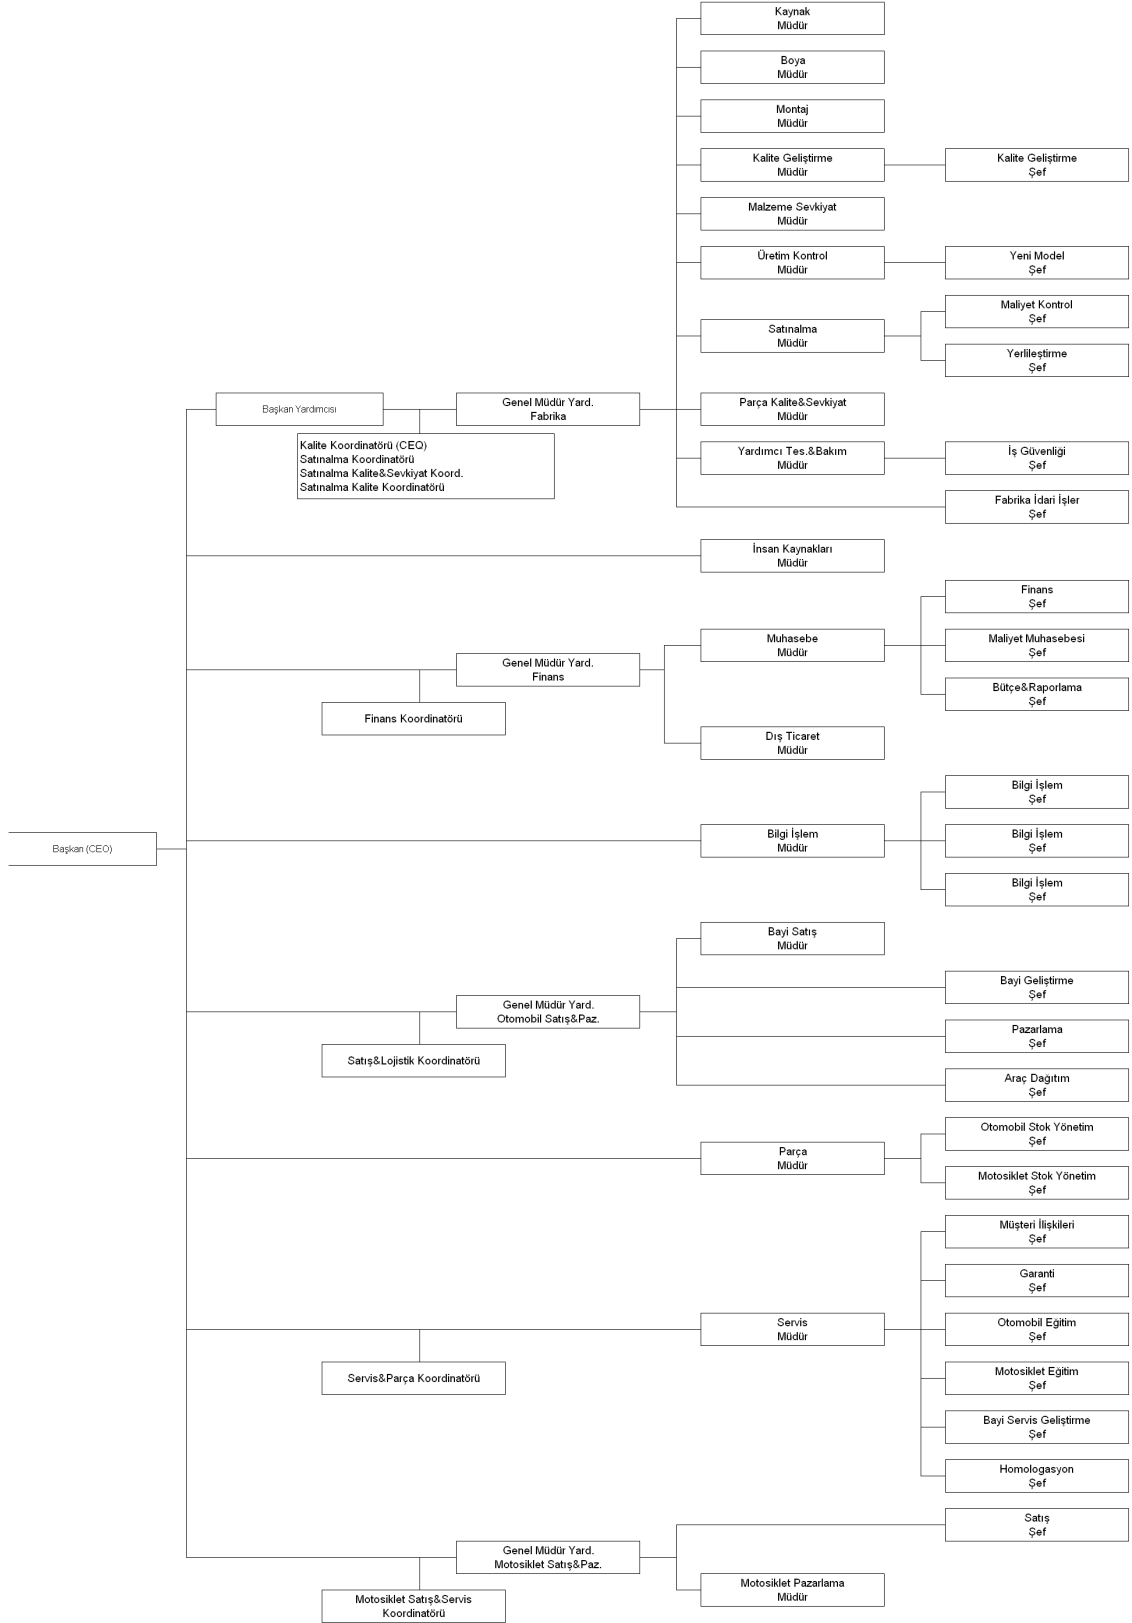 Kaynak
Müdür
Boya
Müdür
Montaj
Müdür
Kalite Geliştirme
Müdür
Kalite Geliştirme
Şef
Malzeme Sevkiyat
Müdür
Üretim Kontrol
Müdür
Yeni Model
Şef
Maliyet Kontrol
Şef
Satınalma
Müdür
Yerlileştirme
Şef
Başkan Yardımcısı
Genel Müdür Yard.
Fabrika
Parça Kalite&Sevkiyat
Müdür
Kalite Koordinatörü (CEQ)
Satınalma Koordinatörü
Satınalma Kalite&Sevkiyat Koord.
Satınalma Kalite Koordinatörü
Yardımcı Tes.&Bakım
Müdür
İş Güvenliği
Şef
Fabrika İdari İşler
Şef
İnsan Kaynakları
Müdür
Finans
Şef
Muhasebe
Müdür
Maliyet Muhasebesi
Şef
Genel Müdür Yard.
Finans
Bütçe&Raporlama
Şef
Finans Koordinatörü
Dış Ticaret
Müdür
Bilgi İşlem
Şef
Başkan (CEO)
Bilgi İşlem
Müdür
Bilgi İşlem
Şef
Bilgi İşlem
Şef
Bayi Satış
Müdür
Bayi Geliştirme
Şef
Genel Müdür Yard.
Otomobil Satış&Paz.
Pazarlama
Şef
Satış&Lojistik Koordinatörü
Araç Dağıtım
Şef
Otomobil Stok Yönetim
Şef
Parça
Müdür
Motosiklet Stok Yönetim
Şef
Müşteri İlişkileri
Şef
Garanti
Şef
Servis
Müdür
Otomobil Eğitim
Şef
Servis&Parça Koordinatörü
Motosiklet Eğitim
Şef
Bayi Servis Geliştirme
Şef
Homologasyon
Şef
Satış
Şef
Genel Müdür Yard.
Motosiklet Satış&Paz.
Motosiklet Pazarlama
Müdür
Motosiklet Satış&Servis
Koordinatörü